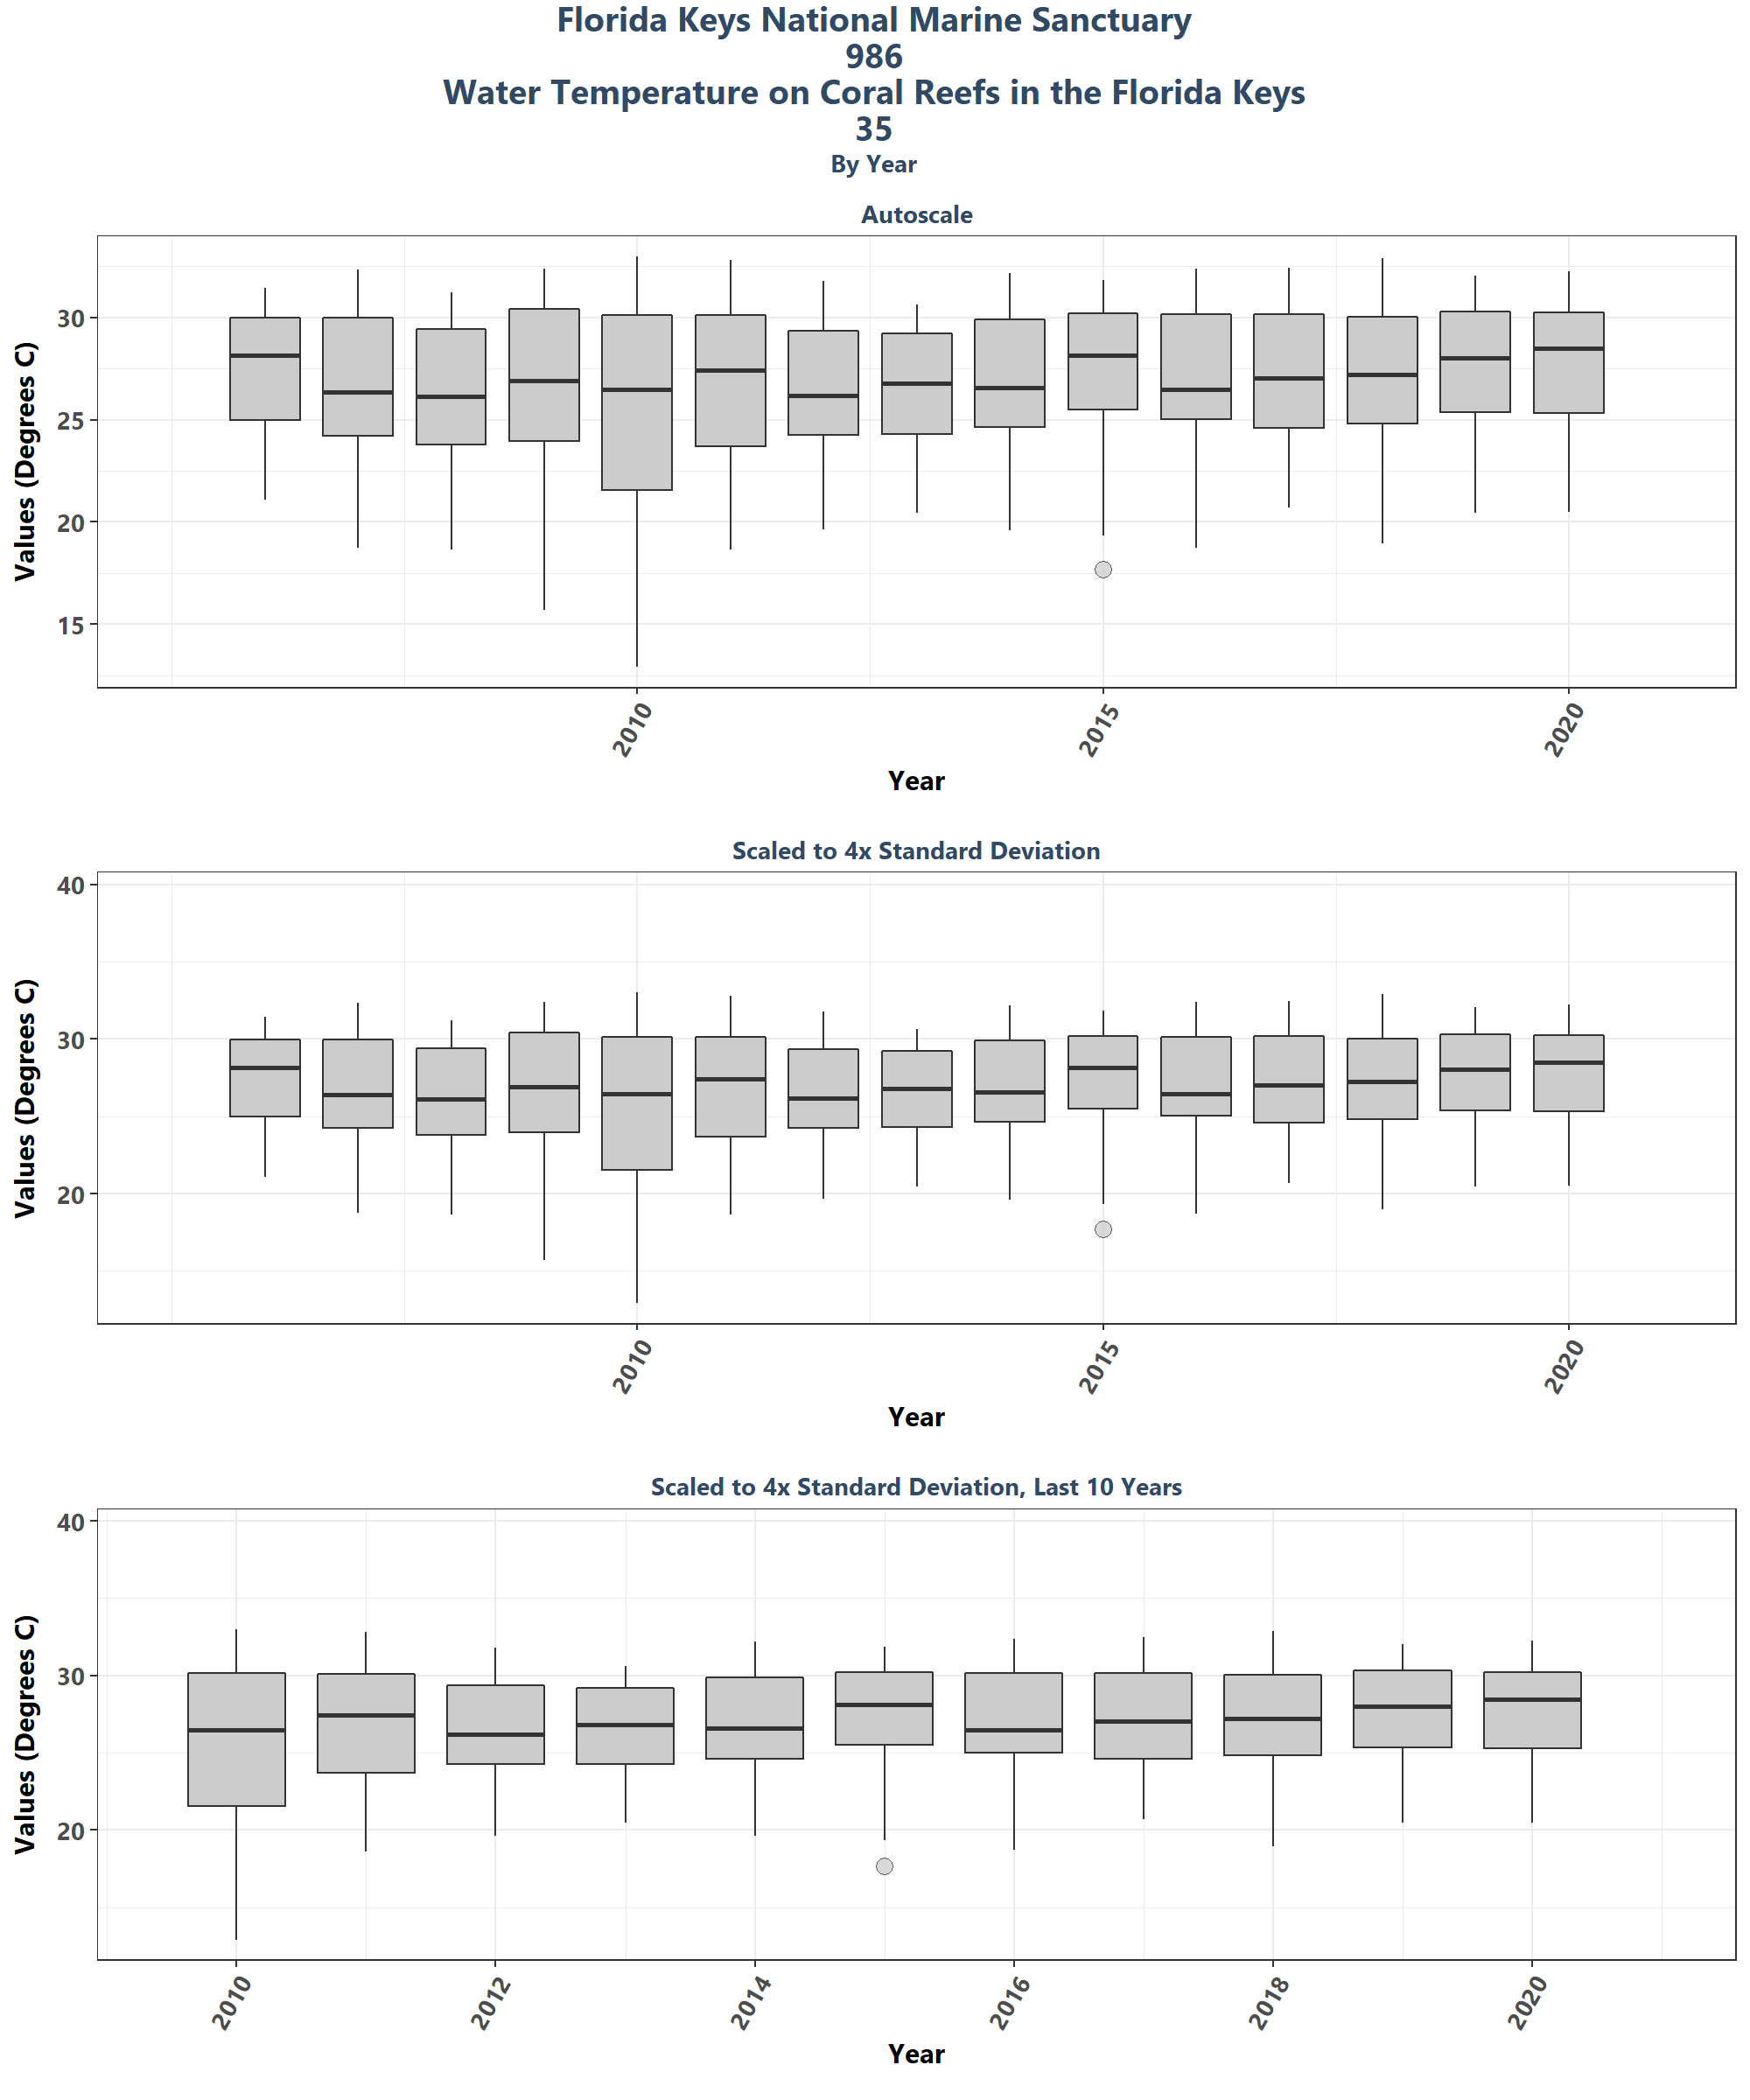 Florida Keys National Marine Sanctuary
986
Water Temperature on Coral Reefs in the Florida Keys
35
By Year
Autoscale
Values (Degrees C)
30
25
20
15
2010
2015
2020
Year
Scaled to 4x Standard Deviation
Values (Degrees C)
40
30
20
2010
2015
2020
Year
Scaled to 4x Standard Deviation, Last 10 Years
Values (Degrees C)
40
30
20
2010
2012
2014
2016
2018
2020
Year